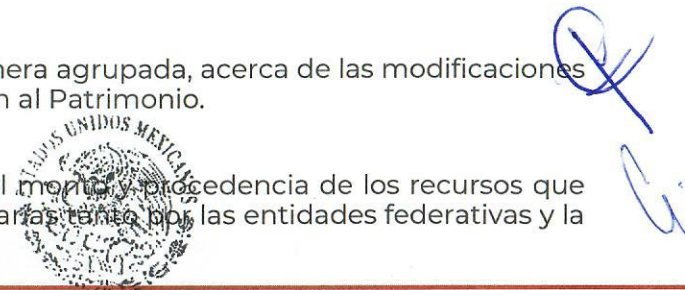 nera agrupada, acerca de las modificaciones
n al Patrimonio.
UNIDOS MEXICANOS
l monto y procedencia de los recursos que
arias tanto por las entidades federativas y la